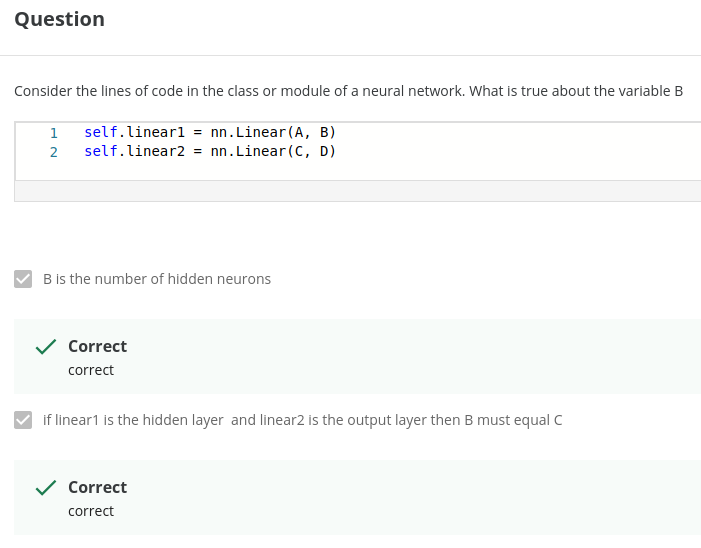 Question
Consider the lines of code in the class or module of a neural network. What is true about the variable B
1 self.linear1 = nn.Linear(A, B)
2 self.linear2 = nn.Linear(C, D)
B is the number of hidden neurons
Correct
correct
if linear1 is the hidden layer  and linear2 is the output layer then B must equal C
Correct
correct